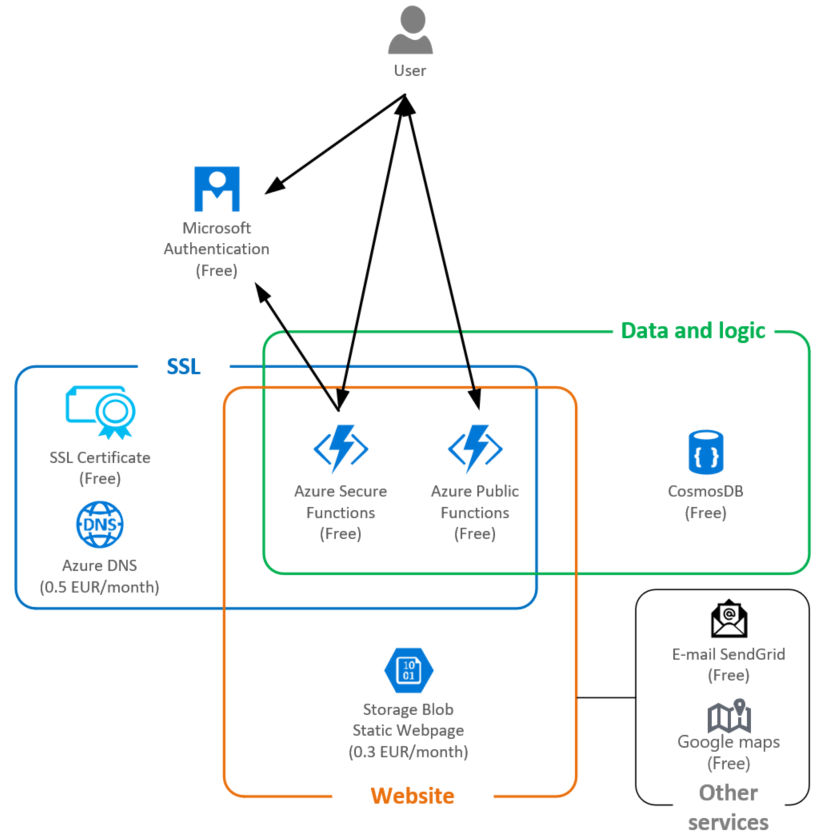 User
Microsoft
Authentication
(Free)
Data and logic
SSL
SSL Certificate
(Free)
DNS
Azure DNS
(0.5 EUR/month)
Azure Secure
Functions
(Free)
Azure Public
Functions
(Free)
{ }
CosmosDB
(Free)
10
01
Storage Blob
Static Webpage
(0.3 EUR/month)
Website
@
E-mail SendGrid
(Free)
Google maps
(Free)
Other
services